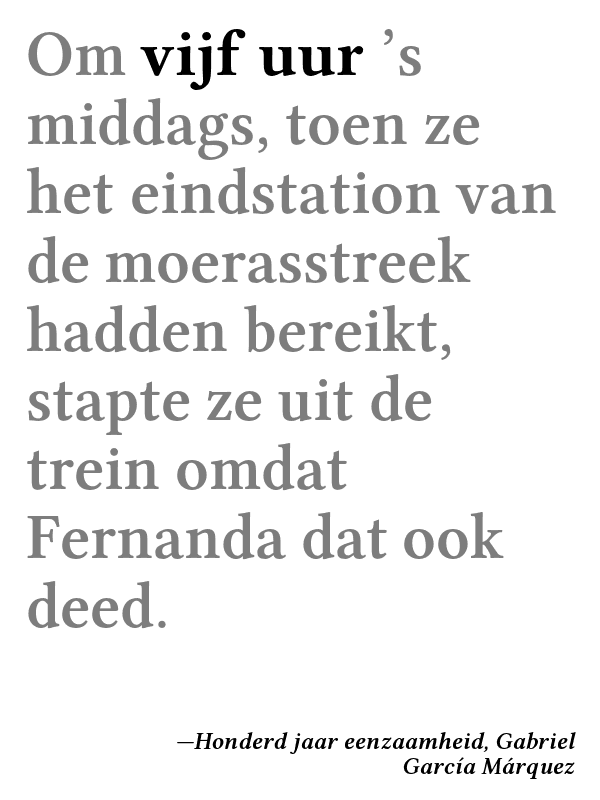 Om vijf uur ’s
middags, toen ze
het eindstation van
de moerasstreek
hadden bereikt,
stapte ze uit de
trein omdat
Fernanda dat ook
deed.
—Honderd jaar eenzaamheid, Gabriel
García Márquez